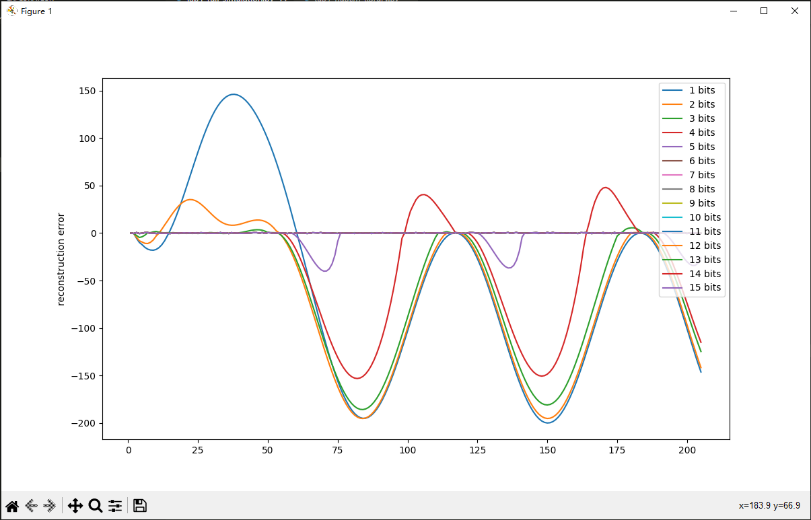 Figure 1
150
100
50
0
−50
−100
−150
−200
reconstruction error
0 25 50 75 100 125 150 175 200
1 bits
2 bits
3 bits
4 bits
5 bits
6 bits
7 bits
8 bits
9 bits
10 bits
11 bits
12 bits
13 bits
14 bits
15 bits
x=183.9 y=66.9